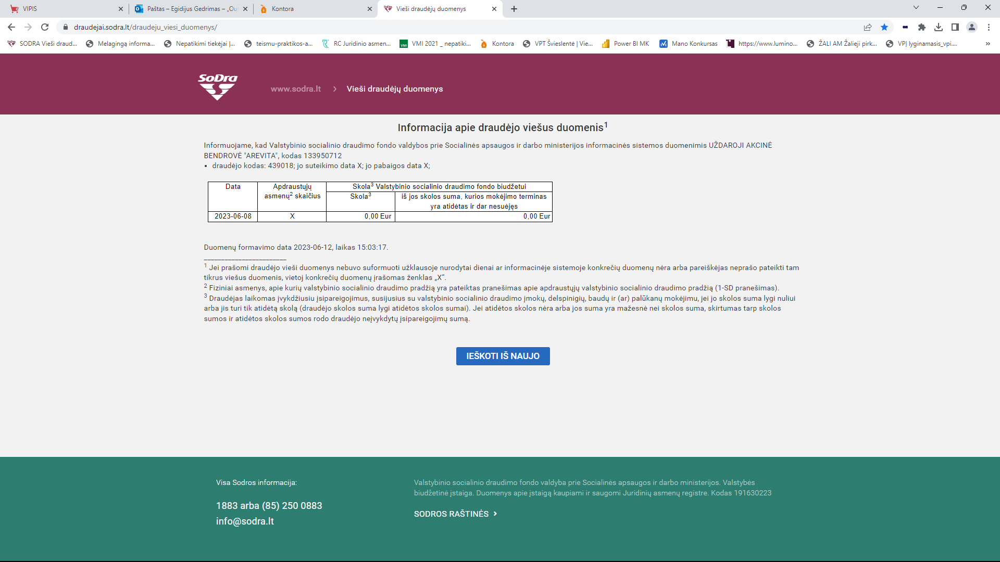 VIPIS
Paštas – Egidijus Gedrimas – „Out
Kontora
Vieši draudėjų duomenys
draudejai.sodra.lt/draudeju_viesi_duomenys/
SODRA Vieši draud...
Melagingą informa...
Nepatikimi tiekėjai |...
teismu-praktikos-a...
RC Juridinio asmen...
VMI 2021 _ nepatiki...
Kontora
VPT Švieslentė | Vie...
Power BI MK
Mano Konkursas
https://www.lumino...
ŽALI AM Žalieji pirk...
VPĮ lyginamasis_vpi....
»
SoDra
www.sodra.lt > Vieši draudėjų duomenys
Informacija apie draudėjo viešus duomenis¹
Informuojame, kad Valstybinio socialinio draudimo fondo valdybos prie Socialinės apsaugos ir darbo ministerijos informacinės sistemos duomenimis UŽDAROJI AKCINĖ
BENDROVĖ "AREVITA", kodas 133950712
• draudėjo kodas: 439018; jo suteikimo data X; jo pabaigos data X;
Data
Apdraustųjų
asmenų² skaičius
Skola³ Valstybinio socialinio draudimo fondo biudžetui
Skola³
iš jos skolos suma, kurios mokėjimo terminas
yra atidėtas ir dar nesuėjęs
2023-06-08 X 0,00 Eur 0,00 Eur
Duomenų formavimo data 2023-06-12, laikas 15:03:17.
________________________
¹ Jei prašomi draudėjo vieši duomenys nebuvo suformuoti užklausoje nurodytai dienai ar informacinėje sistemoje konkrečių duomenų nėra arba pareiškėjas neprašo pateikti tam
tikrus viešus duomenis, vietoj konkrečių duomenų įrašomas ženklas „X“.
² Fiziniai asmenys, apie kurių valstybinio socialinio draudimo pradžią yra pateiktas pranešimas apie apdraustųjų valstybinio socialinio draudimo pradžią (1-SD pranešimas).
³ Draudėjas laikomas įvykdžiusiu įsipareigojimus, susijusius su valstybinio socialinio draudimo įmokų, delspinigių, baudų ir (ar) palūkanų mokėjimu, jei jo skolos suma lygi nuliui
arba jis turi tik atidėtą skolą (draudėjo skolos suma lygi atidėtos skolos sumai). Jei atidėtos skolos nėra arba jos suma yra mažesnė nei skolos suma, skirtumas tarp skolos
sumos ir atidėtos skolos sumos rodo draudėjo neįvykdytų įsipareigojimų sumą.
IEŠKOTI IŠ NAUJO
Visa Sodros informacija:
1883 arba (85) 250 0883
info@sodra.lt
Valstybinio socialinio draudimo fondo valdyba prie Socialinės apsaugos ir darbo ministerijos. Valstybės
biudžetinė įstaiga. Duomenys apie įstaigą kaupiami ir saugomi Juridinių asmenų registre. Kodas 191630223
SODROS RAŠTINĖS >